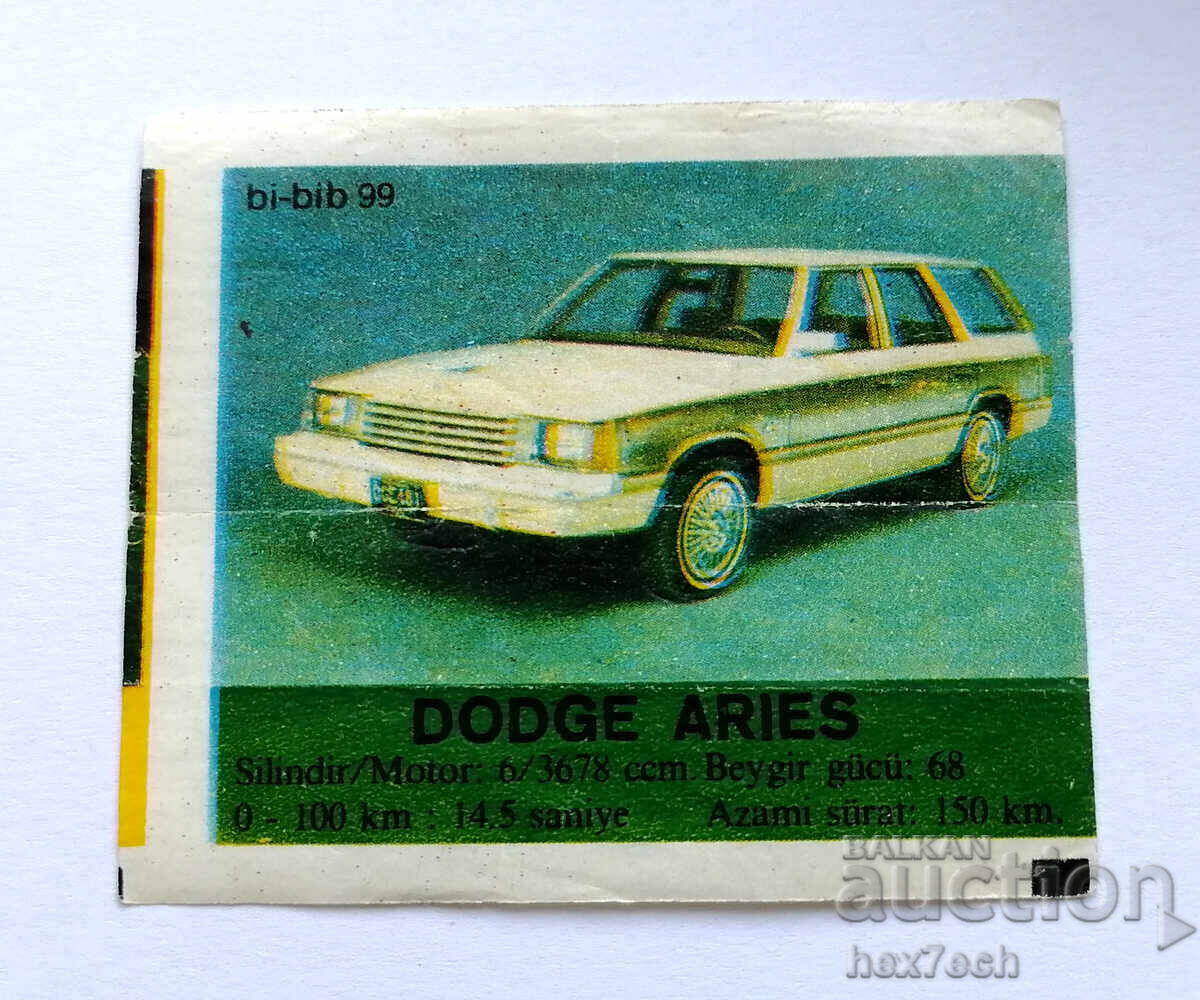 bi-bib 99
DODGE ARIES
Silindir/Motor: 6/3678 ccm. Beygir gücü: 68
0 - 100 km : 14.5 saniye Azami sürat: 150 km.
BALKAN
auction
hex7ech